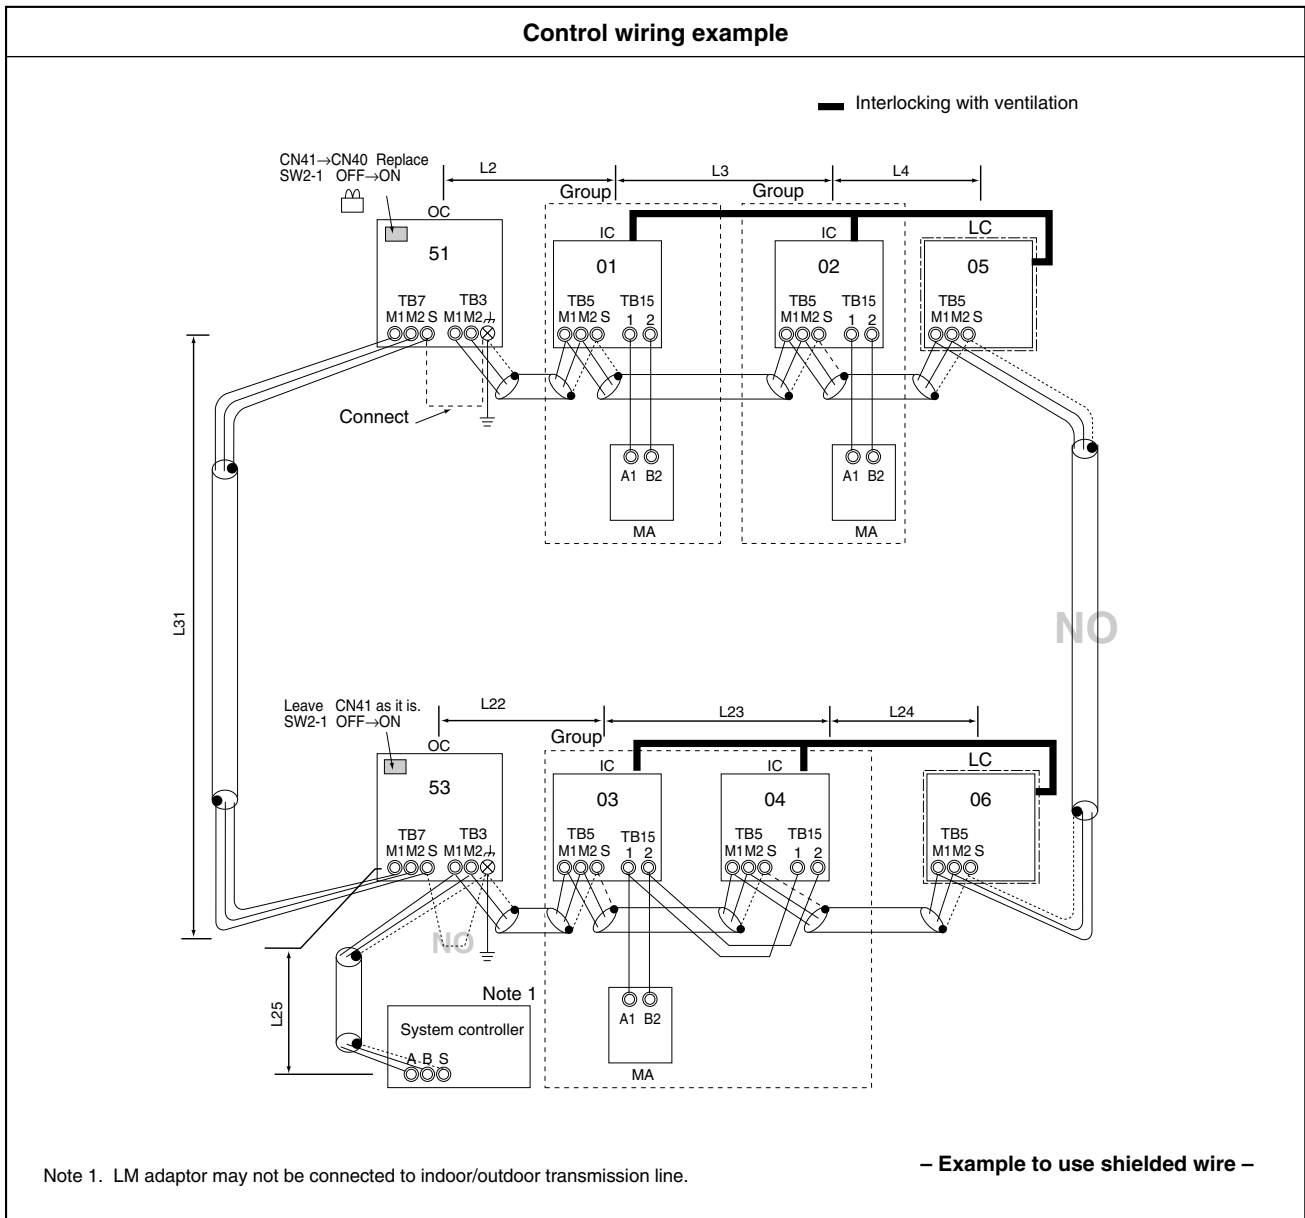 Control wiring example
Interlocking with ventilation
CN41→CN40 Replace
SW2-1 OFF→ON
L2
L3
L4
Group
Group
OC
IC
IC
LC
51
01
02
05
TB7
TB3
TB5
TB15
TB5
TB15
TB5
M1 M2 S
M1 M2
M1 M2 S
1 2
M1 M2 S
1 2
M1 M2 S
Connect
A1 B2
A1 B2
MA
MA
L31
NO
Leave CN41 as it is.
SW2-1 OFF→ON
L22
L23
L24
Group
OC
IC
IC
LC
53
03
04
06
TB7
TB3
TB5
TB15
TB5
TB15
TB5
M1 M2 S
M1 M2
M1 M2 S
1 2
M1 M2 S
1 2
M1 M2 S
NO
L25
Note 1
System controller
A B S
A1 B2
MA
Note 1. LM adaptor may not be connected to indoor/outdoor transmission line.
– Example to use shielded wire –